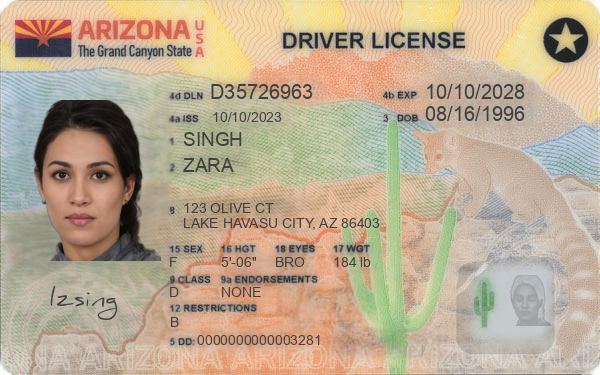 ARIZONA USA
The Grand Canyon State
DRIVER LICENSE
4d DLN D35726963
4b EXP 10/10/2028
4a ISS 10/10/2023
3 DOB 08/16/1996
1 SINGH
2 ZARA
8 123 OLIVE CT
LAKE HAVASU CITY, AZ 86403
15 SEX 16 HGT 18 EYES 17 WGT
F 5'-06" BRO 184 lb
9 CLASS 9a ENDORSEMENTS
D NONE
12 RESTRICTIONS
B
5 DD: 0000000000003281
Izsing
ARIZONA ARIZONA ARIZONA ARIZONA